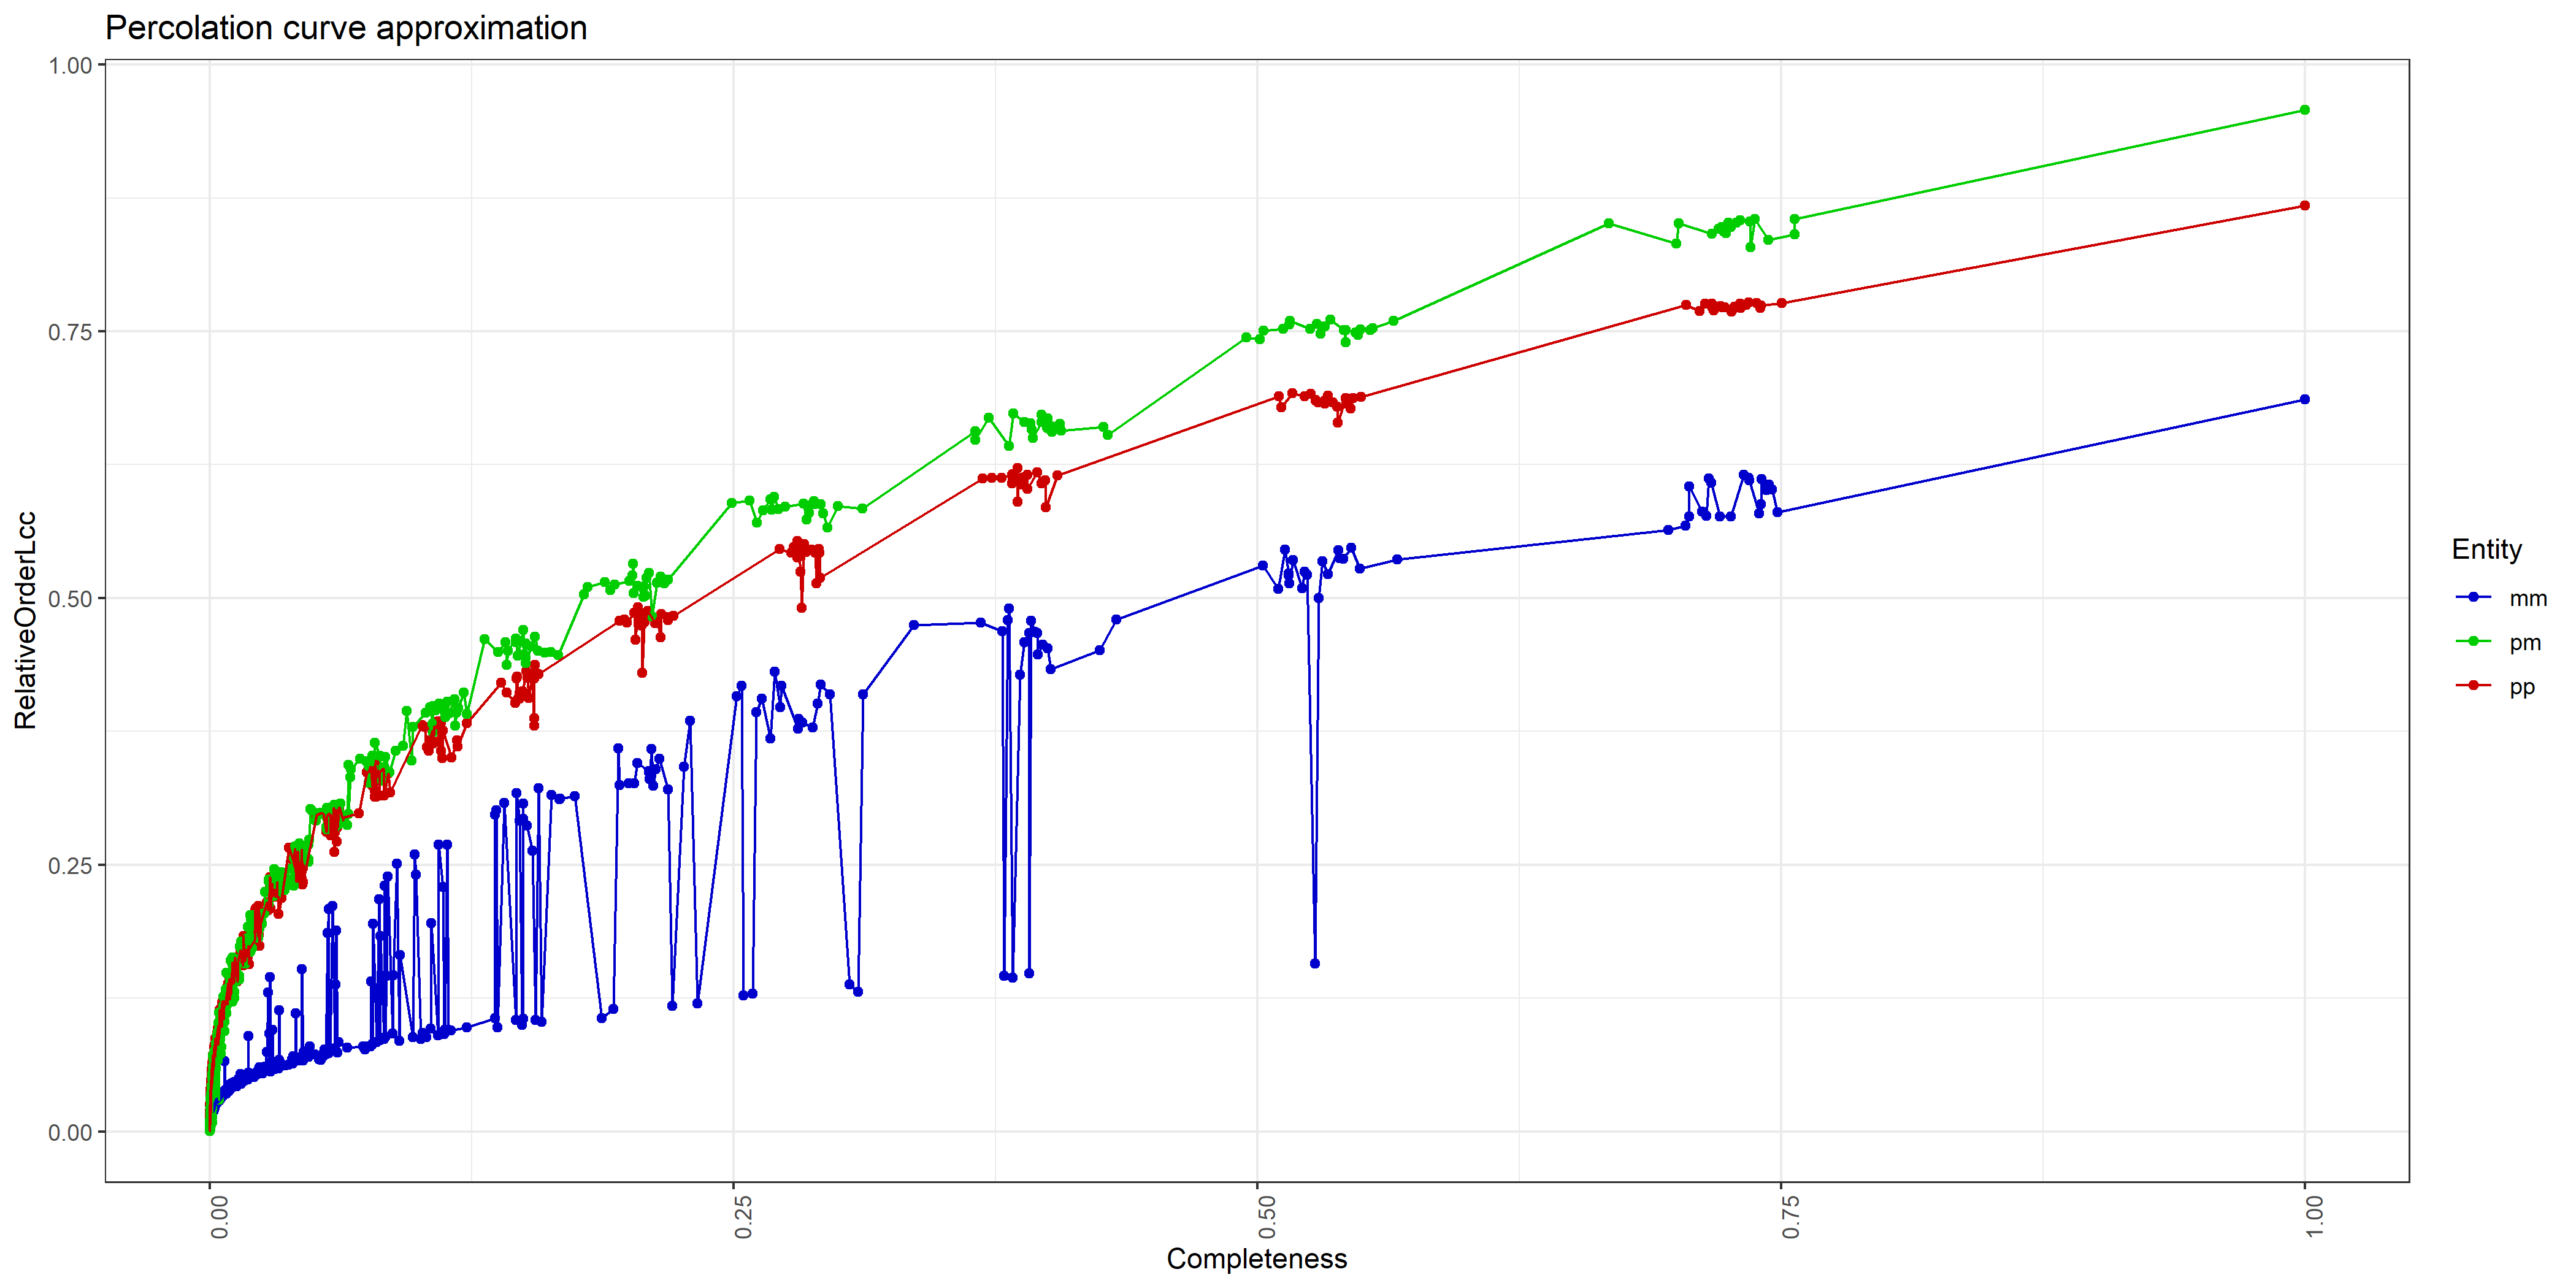 Percolation curve approximation
1.00
0.75
0.50
0.25
0.00
RelativeOrderLcc
0.00
0.25
0.50
0.75
1.00
Completeness
Entity
mm
pm
pp